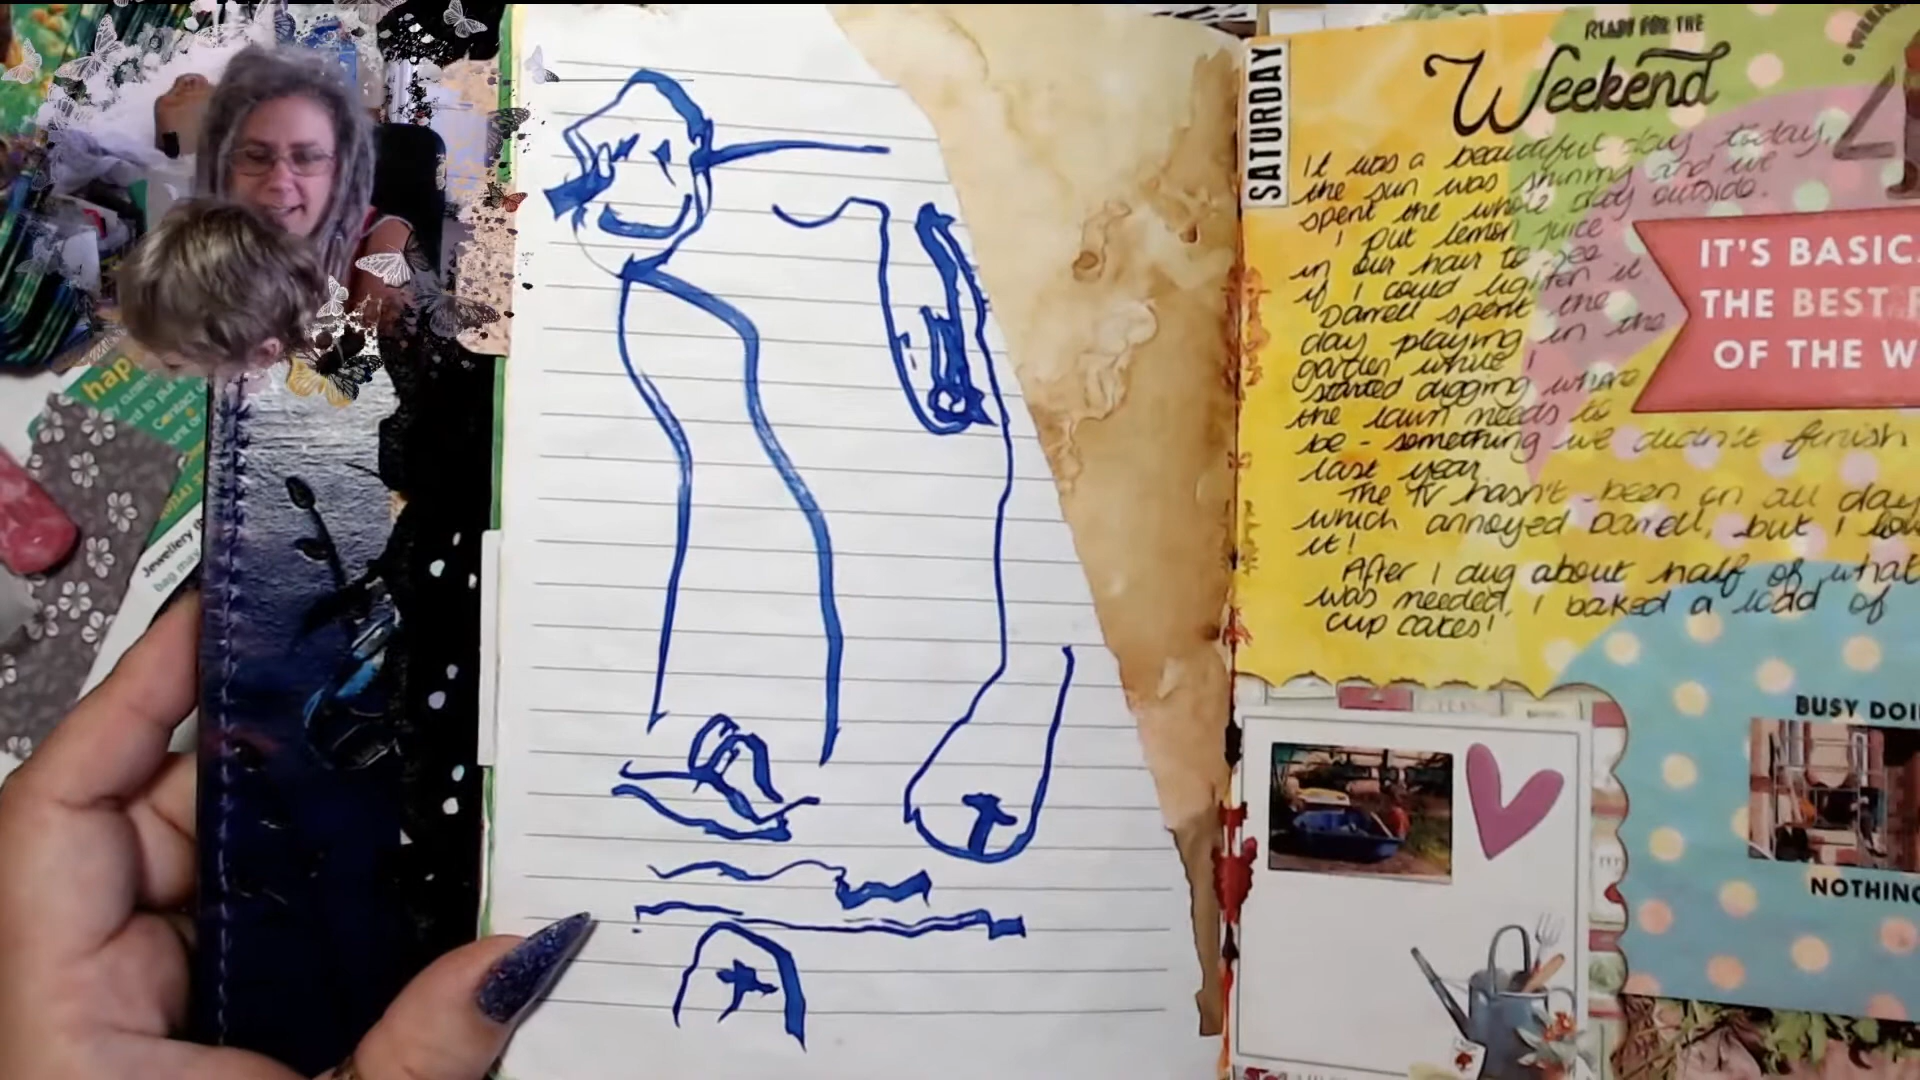 hap
Jewellery
bag may
SATURDAY
READY FOR THE
Weekend
It was a beautiful day today,
the sun was shining and we
spent the whole day outside.
I put lemon juice
in our hair to see
if I could lighten it
Darrell spent the
day playing in the
garden while I
started digging where
the lawn needs to
be - something we didn't finish
last year.
The TV hasn't been on all day
which annoyed Darrell, but I love
it!
After I dug about half of what
was needed, I baked a load of
cup cakes!
IT'S BASIC
THE BEST
OF THE W
BUSY DOI
NOTHING